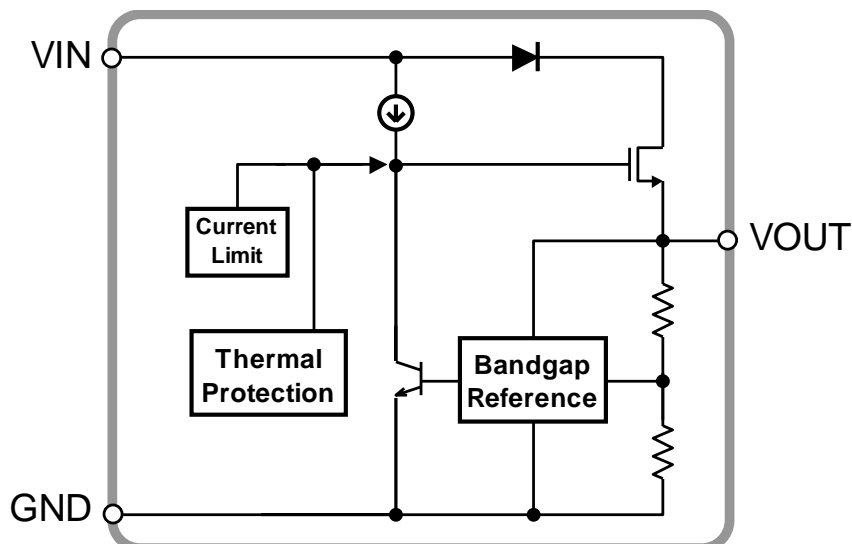 VIN
Current
Limit
VOUT
Thermal
Protection
Bandgap
Reference
GND